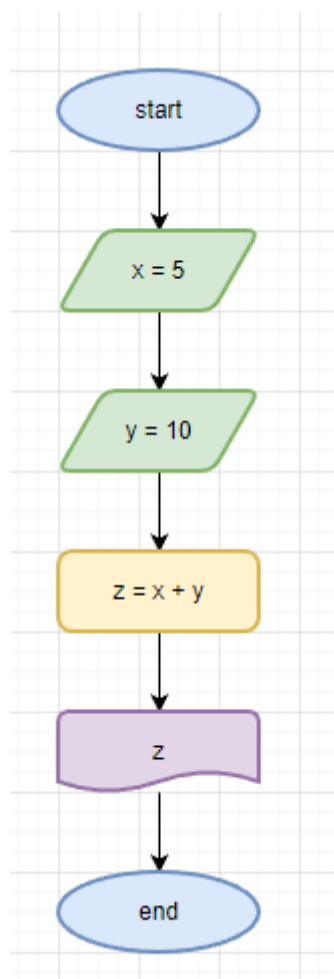 start
x = 5
y = 10
z = x + y
z
end